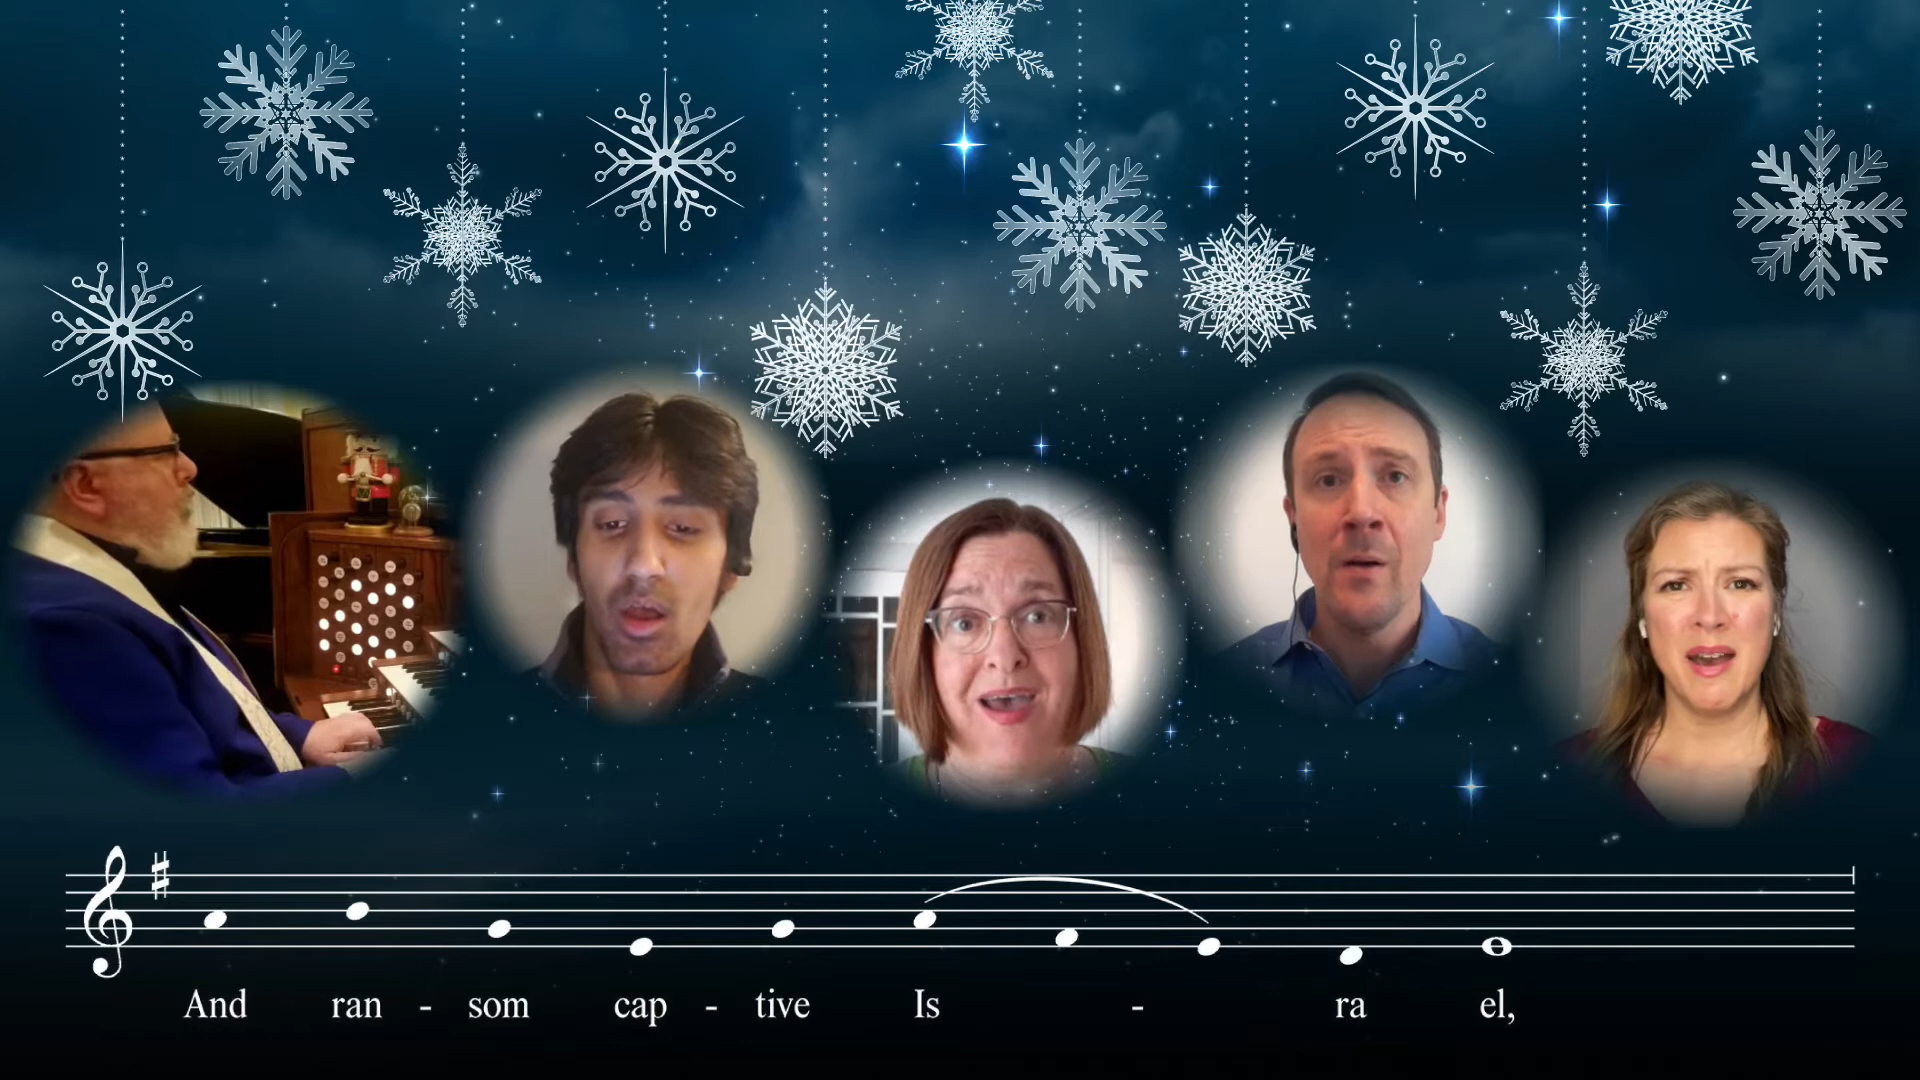 And ran - som cap - tive Is - ra el,